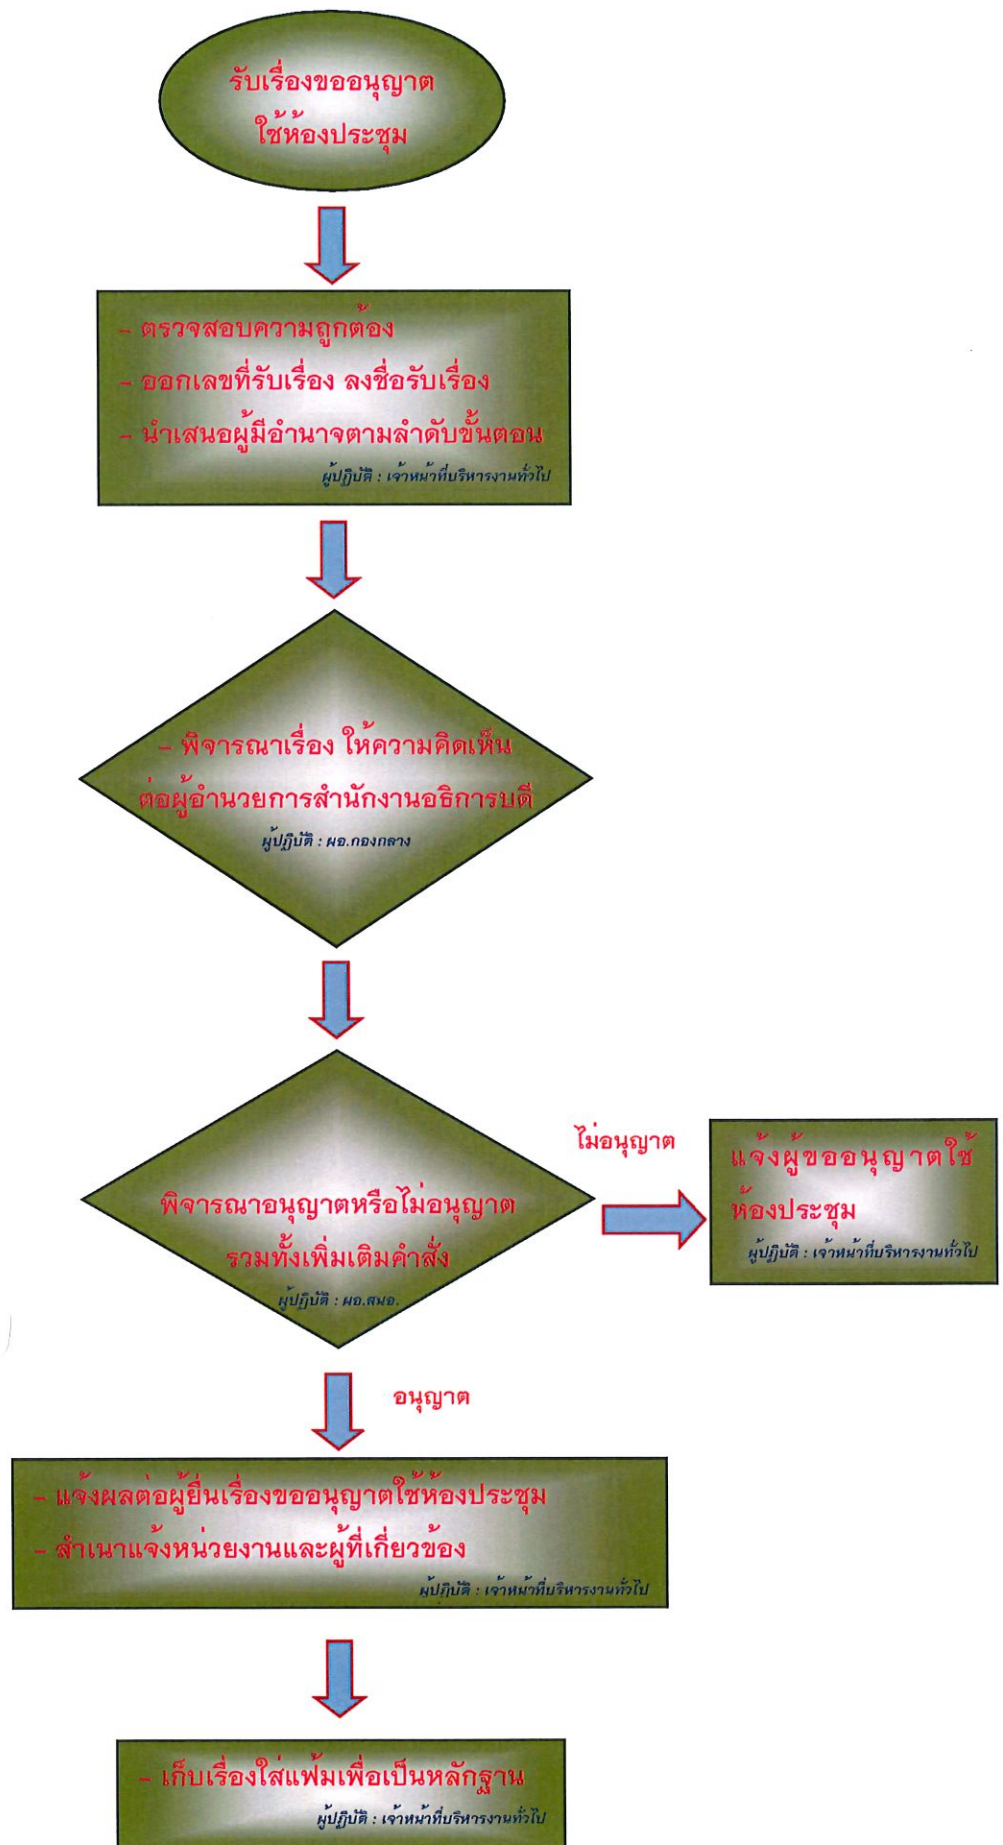 รับเรื่องขออนุญาต
ใช้ห้องประชุม
- ตรวจสอบความถูกต้อง
- ออกเลขที่รับเรื่อง ลงชื่อรับเรื่อง
- นำเสนอผู้มีอำนาจตามลำดับขั้นตอน
ผู้ปฏิบัติ : เจ้าหน้าที่บริหารงานทั่วไป
- พิจารณาเรื่อง ให้ความคิดเห็น
ต่อผู้อำนวยการสำนักงานอธิการบดี
ผู้ปฏิบัติ : ผอ.กองกลาง
พิจารณาอนุญาตหรือไม่อนุญาต
รวมทั้งเพิ่มเติมคำสั่ง
ผู้ปฏิบัติ : ผอ.สนอ.
ไม่อนุญาต
แจ้งผู้ขออนุญาตใช้
ห้องประชุม
ผู้ปฏิบัติ : เจ้าหน้าที่บริหารงานทั่วไป
อนุญาต
- แจ้งผลต่อผู้ยื่นเรื่องขออนุญาตใช้ห้องประชุม
- สำเนาแจ้งหน่วยงานและผู้ที่เกี่ยวข้อง
ผู้ปฏิบัติ : เจ้าหน้าที่บริหารงานทั่วไป
- เก็บเรื่องใส่แฟ้มเพื่อเป็นหลักฐาน
ผู้ปฏิบัติ : เจ้าหน้าที่บริหารงานทั่วไป